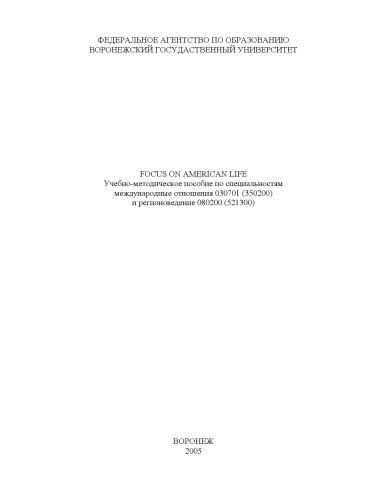 ФЕДЕРАЛЬНОЕ АГЕНТСТВО ПО ОБРАЗОВАНИЮ
ВОРОНЕЖСКИЙ ГОСУДАСТВЕННЫЙ УНИВЕРСИТЕТ
FOCUS ON AMERICAN LIFE
Учебно-методическое пособие по специальностям
международные отношения 030701 (350200)
и регионоведение 080200 (521300)
ВОРОНЕЖ
2005